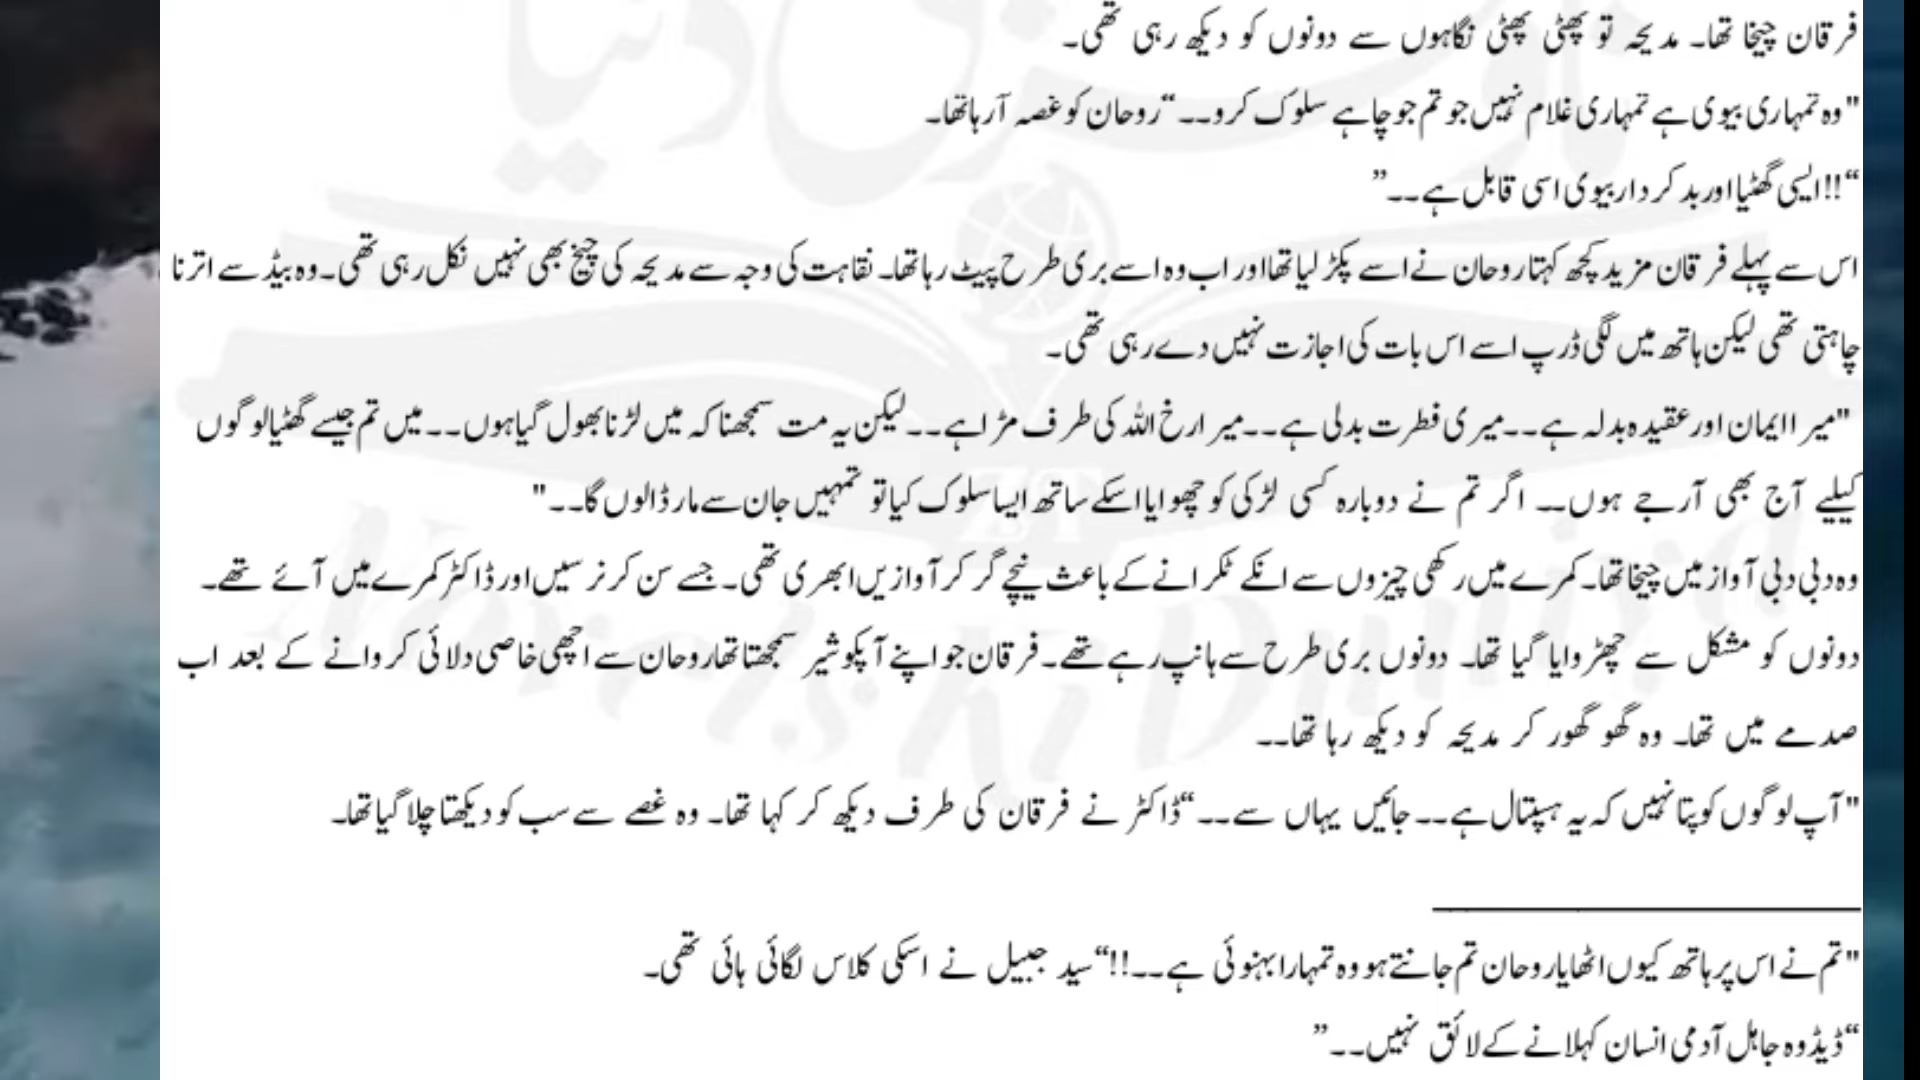 فرقان چیخا تھا۔ مدیحہ تو پھٹی پھٹی نگاہوں سے دونوں کو دیکھ رہی تھی۔
"وہ تمہاری بیوی ہے تمہاری غلام نہیں جو تم جو چاہے سلوک کرو۔۔“روحان کو غصہ آرہا تھا۔
“!!ایسی گھٹیا اور بد کردار بیوی اسی قابل ہے۔۔”
اس سے پہلے فرقان مزید کچھ کہتا روحان نے اسے پکڑ لیا تھا اور اب وہ اسے بری طرح پیٹ رہا تھا۔ نقاہت کی وجہ سے مدیحہ کی چیخ بھی نہیں نکل رہی تھی۔ وہ بیڈ سے اترنا
چاہتی تھی لیکن ہاتھ میں لگی ڈرپ اسے اس بات کی اجازت نہیں دے رہی تھی۔
"میرا ایمان اور عقیدہ بدلہ ہے۔۔۔میری فطرت بدلی ہے۔۔۔میرا رخ اللہ کی طرف مڑا ہے۔۔۔لیکن یہ مت سمجھنا کہ میں لڑنا بھول گیا ہوں۔۔۔میں تم جیسے گھٹیا لوگوں
کیلیے آج بھی آرجے ہوں۔۔۔ اگر تم نے دوبارہ کسی لڑکی کو چھوا یا اسکے ساتھ ایسا سلوک کیا تو تمہیں جان سے مار ڈالوں گا۔۔"
وہ دبی دبی آواز میں چیخا تھا۔ کمرے میں رکھی چیزوں سے انکے ٹکرانے کے باعث نیچے گر کر آوازیں ابھری تھی۔ جسے سن کر نرسیں اور ڈاکٹر کمرے میں آئے تھے۔
دونوں کو مشکل سے چھڑوایا گیا تھا۔ دونوں بری طرح سے ہانپ رہے تھے۔ فرقان جو اپنے آپکو شیر سمجھتا تھا روحان سے اچھی خاصی دلائی کروانے کے بعد اب
صدمے میں تھا۔ وہ گھو گھور کر مدیحہ کو دیکھ رہا تھا۔۔
"آپ لوگوں کو پتا نہیں کہ یہ ہسپتال ہے۔۔۔جائیں یہاں سے۔۔“ڈاکٹر نے فرقان کی طرف دیکھ کر کہا تھا۔ وہ غصے سے سب کو دیکھتا چلا گیا تھا۔
"تم نے اس پر ہاتھ کیوں اٹھایا روحان تم جانتے ہو وہ تمہارا بہنوئی ہے۔۔۔!!“سید جبیل نے اسکی کلاس لگائی ہائی تھی۔
“ڈیڈ وہ جاہل آدمی انسان کہلانے کے لائق نہیں۔۔۔”
Novels Ki Duniya